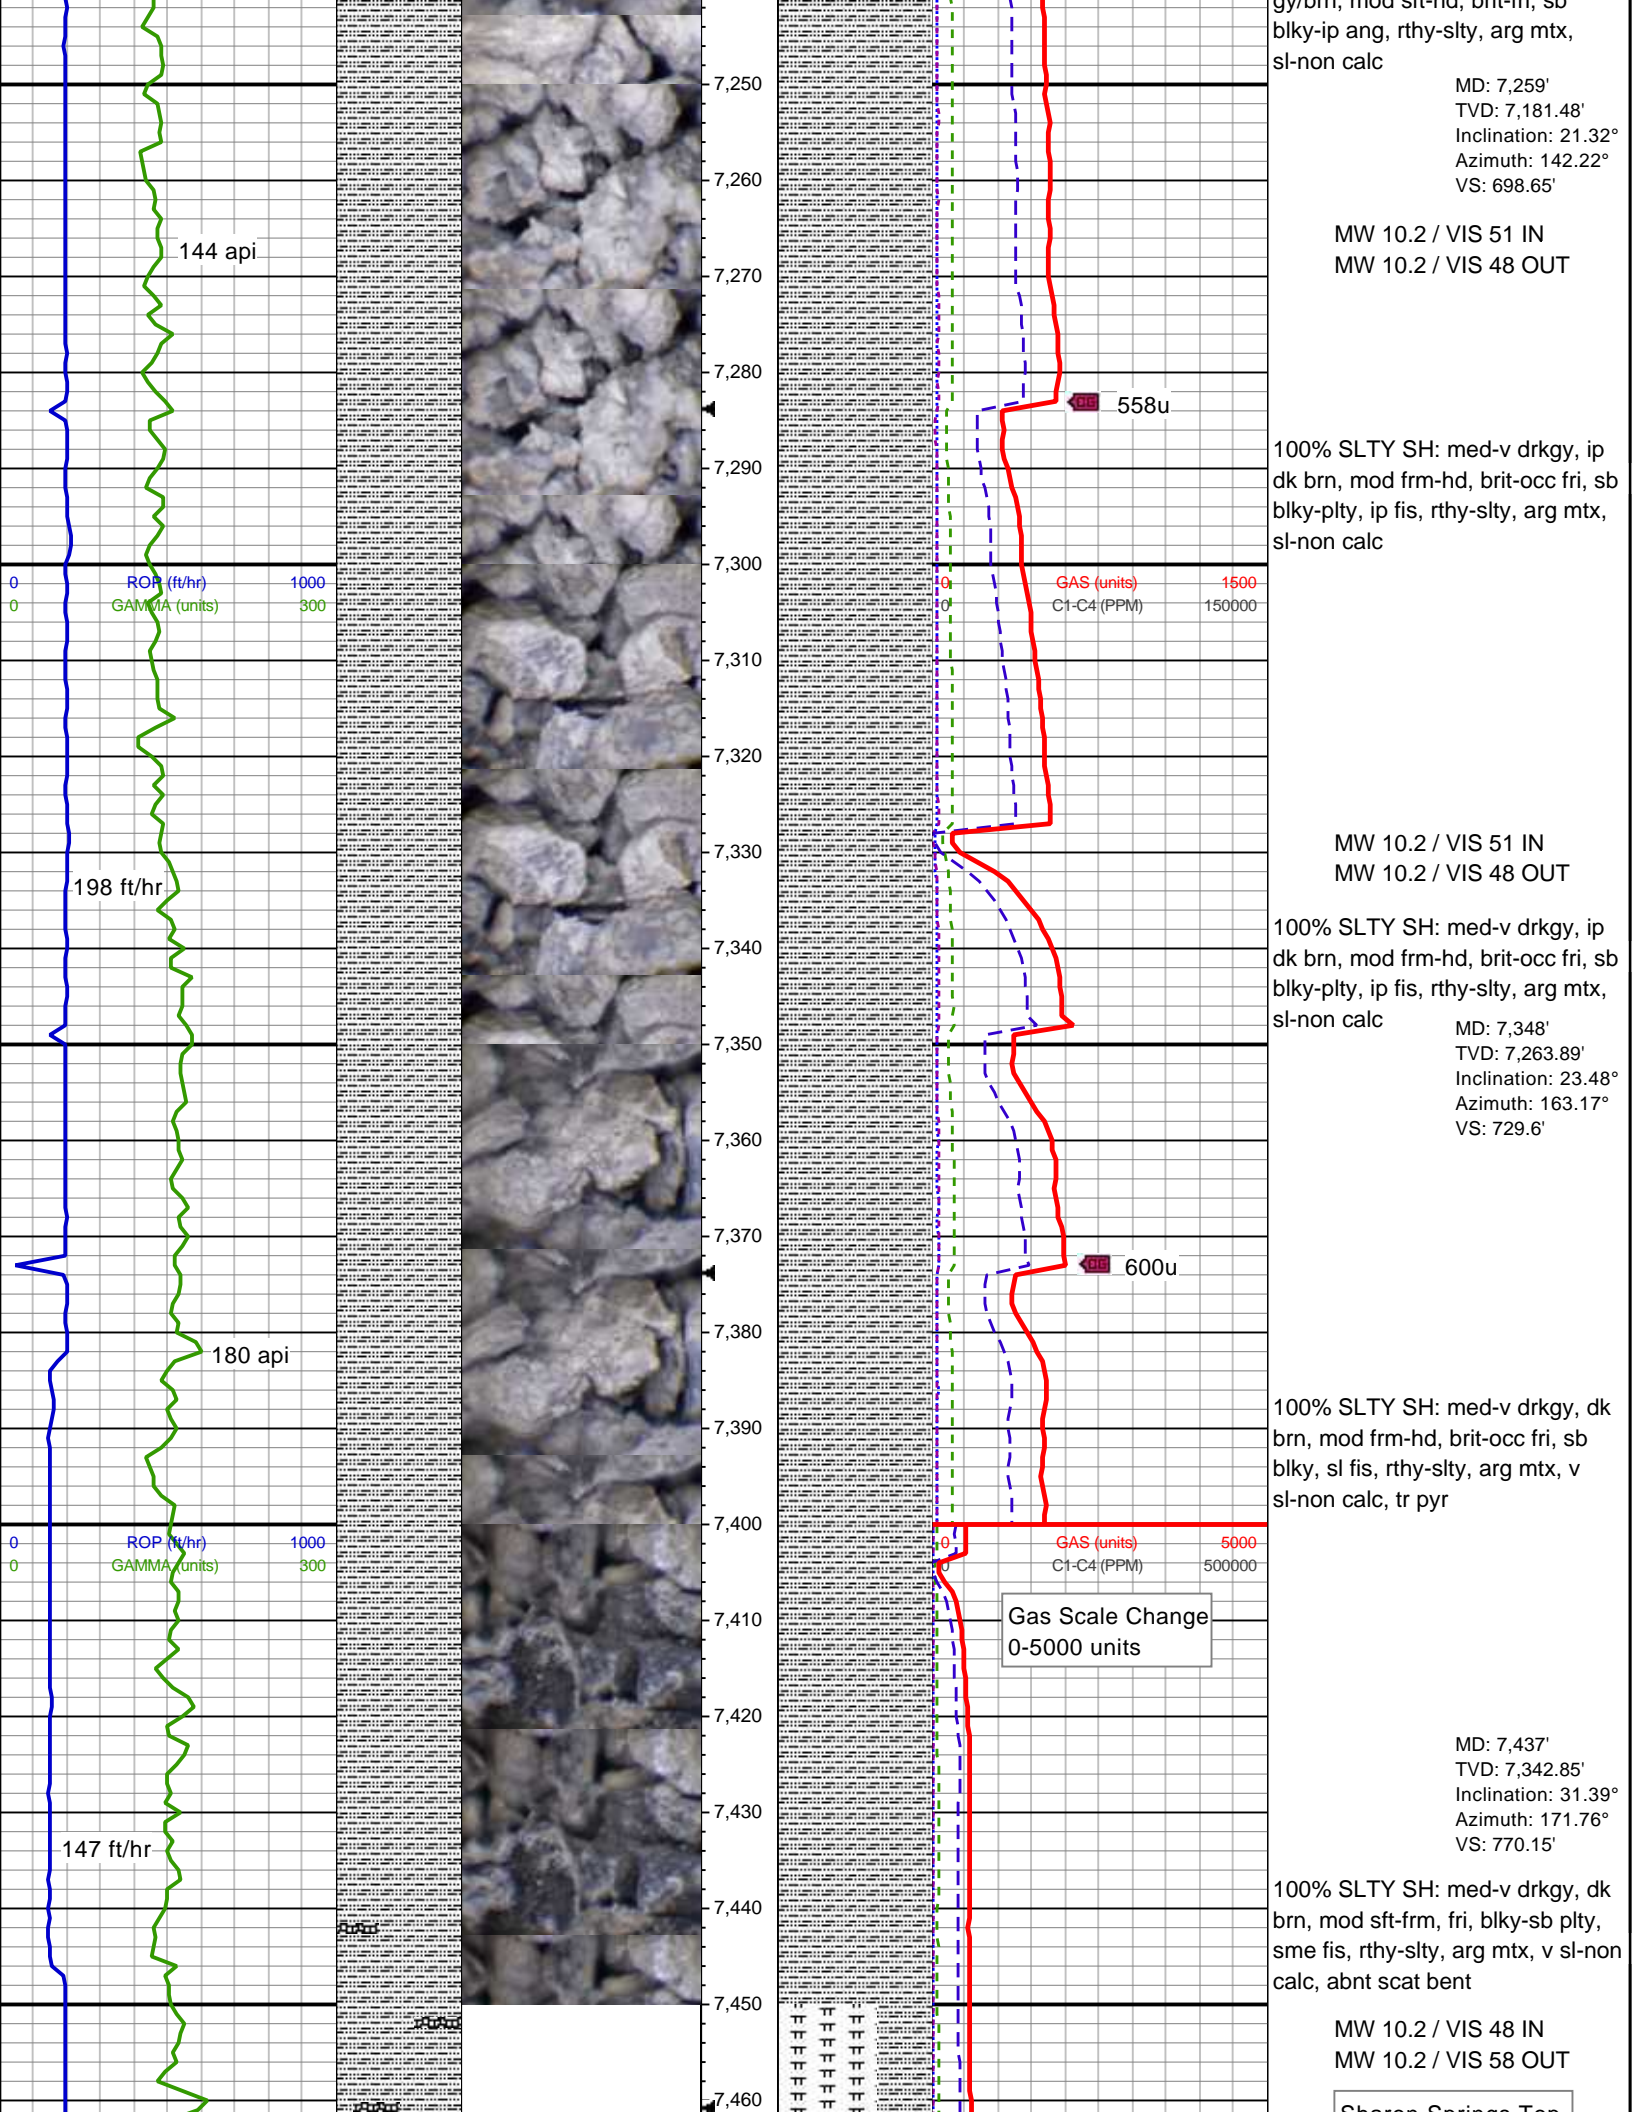 gy/brn, mod sft-hd, brit-fri, sb
blky-ip ang, rthy-slty, arg mtx,
sl-non calc
7,250
MD: 7,259'
TVD: 7,181.48'
Inclination: 21.32°
Azimuth: 142.22°
VS: 698.65'
7,260
144 api
MW 10.2 / VIS 51 IN
MW 10.2 / VIS 48 OUT
7,270
7,280
CG 558u
7,290
100% SLTY SH: med-v drkgy, ip
dk brn, mod frm-hd, brit-occ fri, sb
blky-plty, ip fis, rthy-slty, arg mtx,
sl-non calc
7,300
0 ROP (ft/hr) 1000
0 GAMMA (units) 300
0 GAS (units) 1500
0 C1-C4 (PPM) 150000
7,310
7,320
7,330
MW 10.2 / VIS 51 IN
MW 10.2 / VIS 48 OUT
198 ft/hr
7,340
100% SLTY SH: med-v drkgy, ip
dk brn, mod frm-hd, brit-occ fri, sb
blky-plty, ip fis, rthy-slty, arg mtx,
sl-non calc
7,350
MD: 7,348'
TVD: 7,263.89'
Inclination: 23.48°
Azimuth: 163.17°
VS: 729.6'
7,360
7,370
CG 600u
7,380
180 api
7,390
100% SLTY SH: med-v drkgy, dk
brn, mod frm-hd, brit-occ fri, sb
blky, sl fis, rthy-slty, arg mtx, v
sl-non calc, tr pyr
7,400
0 ROP (ft/hr) 1000
0 GAMMA (units) 300
0 GAS (units) 5000
0 C1-C4 (PPM) 500000
7,410
Gas Scale Change
0-5000 units
7,420
7,430
MD: 7,437'
TVD: 7,342.85'
Inclination: 31.39°
Azimuth: 171.76°
VS: 770.15'
147 ft/hr
7,440
100% SLTY SH: med-v drkgy, dk
brn, mod sft-frm, fri, blky-sb plty,
sme fis, rthy-slty, arg mtx, v sl-non
calc, abnt scat bent
7,450
MW 10.2 / VIS 48 IN
MW 10.2 / VIS 58 OUT
7,460
Sharon Springs Top